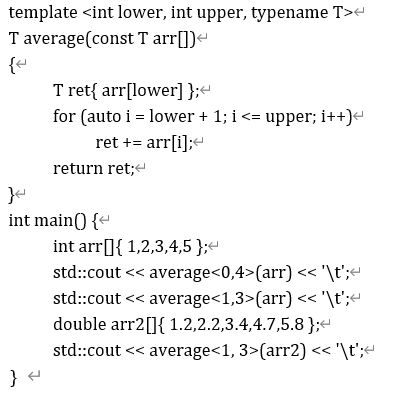 template <int lower, int upper, typename T>
T average(const T arr[])
{
T ret{ arr[lower] };
for (auto i = lower + 1; i <= upper; i++)
ret += arr[i];
return ret;
}
int main() {
int arr[]{ 1,2,3,4,5 };
std::cout << average<0,4>(arr) << '\t';
std::cout << average<1,3>(arr) << '\t';
double arr2[]{ 1.2,2.2,3.4,4.7,5.8 };
std::cout << average<1, 3>(arr2) << '\t';
}